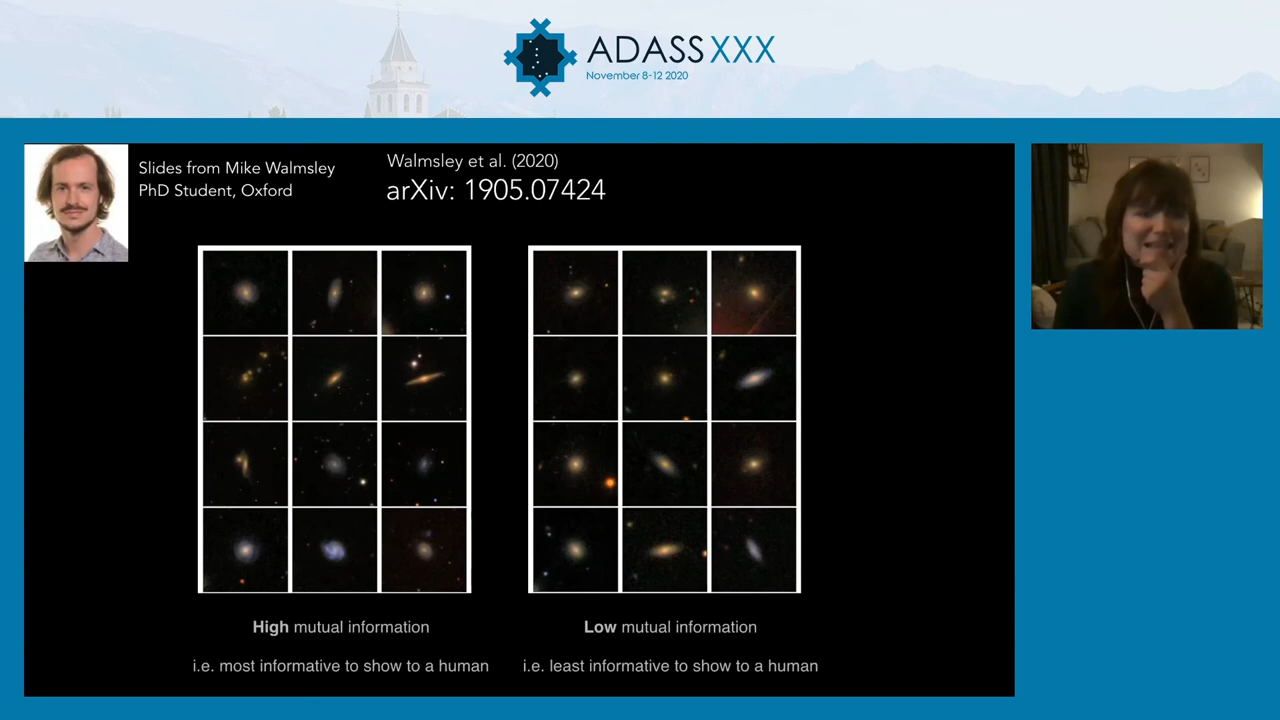 ADASS XXX
November 8-12 2020
Slides from Mike Walmsley
PhD Student, Oxford
Walmsley et al. (2020)
arXiv: 1905.07424
High mutual information
i.e. most informative to show to a human
Low mutual information
i.e. least informative to show to a human